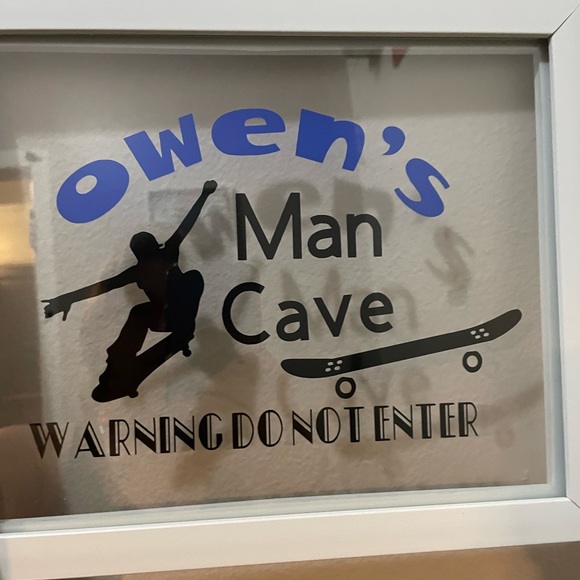 Owen's
Man
Cave
WARNING DO NOT ENTER